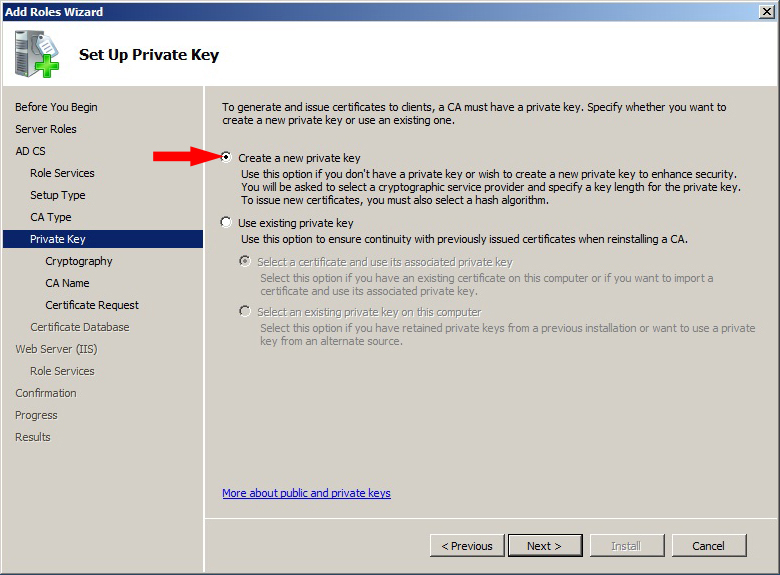 Add Roles Wizard
Set Up Private Key
Before You Begin
Server Roles
AD CS
Role Services
Setup Type
CA Type
Private Key
Cryptography
CA Name
Certificate Request
Certificate Database
Web Server (IIS)
Role Services
Confirmation
Progress
Results
To generate and issue certificates to clients, a CA must have a private key. Specify whether you want to
create a new private key or use an existing one.
Create a new private key
Use this option if you don't have a private key or wish to create a new private key to enhance security.
You will be asked to select a cryptographic service provider and specify a key length for the private key.
To issue new certificates, you must also select a hash algorithm.
Use existing private key
Use this option to ensure continuity with previously issued certificates when reinstalling a CA.
Select a certificate and use its associated private key
Select this option if you have an existing certificate on this computer or if you want to import a
certificate and use its associated private key.
Select an existing private key on this computer
Select this option if you have retained private keys from a previous installation or want to use a private
key from an alternate source.
More about public and private keys
< Previous
Next >
Install
Cancel